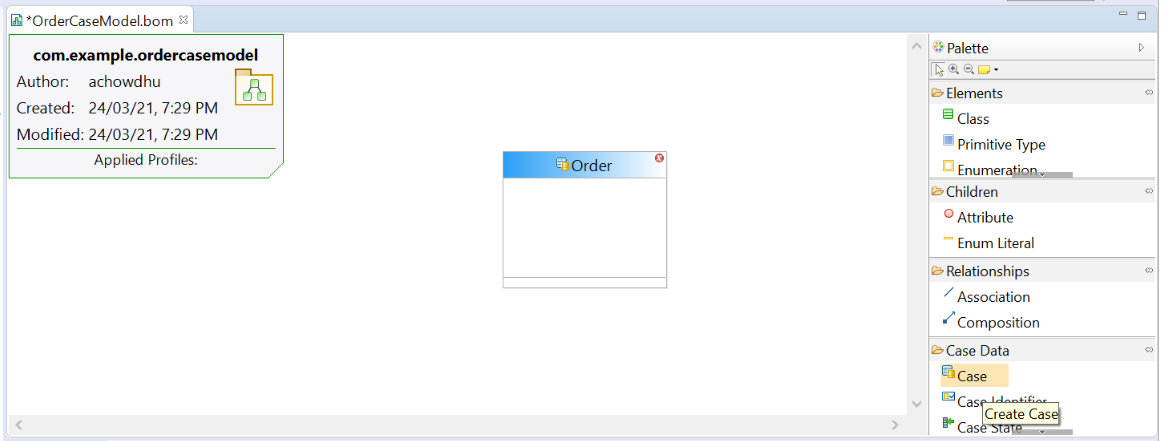 *OrderCaseModel.bom
com.example.ordercasemodel
Author: achowdhu
Created: 24/03/21, 7:29 PM
Modified: 24/03/21, 7:29 PM
Applied Profiles:
Order
Palette
Elements
Class
Primitive Type
Enumeration
Children
Attribute
Enum Literal
Relationships
Association
Composition
Case Data
Case
Case Identifier
Create Case
Case State